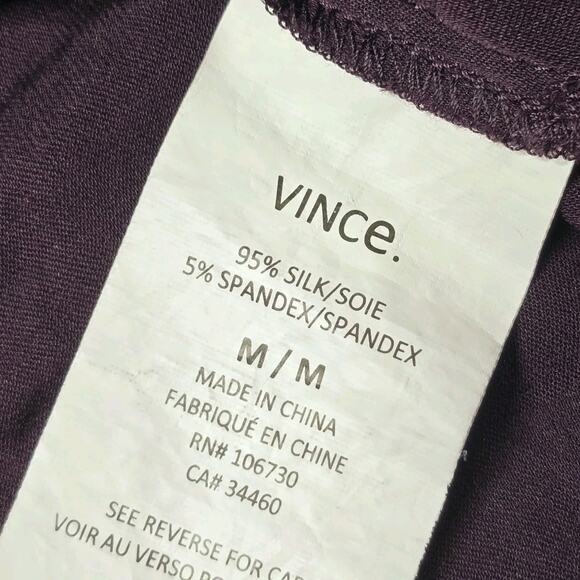 VINCe.
95% SILK/SOIE
5% SPANDEX/SPANDEX
M / M
MADE IN CHINA
FABRIQUÉ EN CHINE
RN# 106730
CA# 34460
SEE REVERSE FOR
VOIR AU VERSO